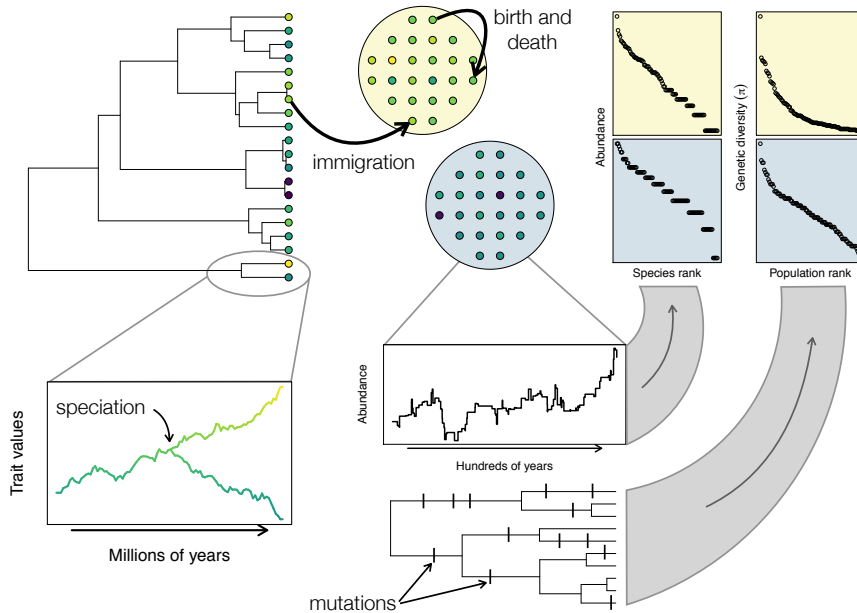 birth and
death
immigration
Abundance
Genetic diversity (π)
Species rank
Population rank
speciation
Trait values
Millions of years
Abundance
Hundreds of years
mutations